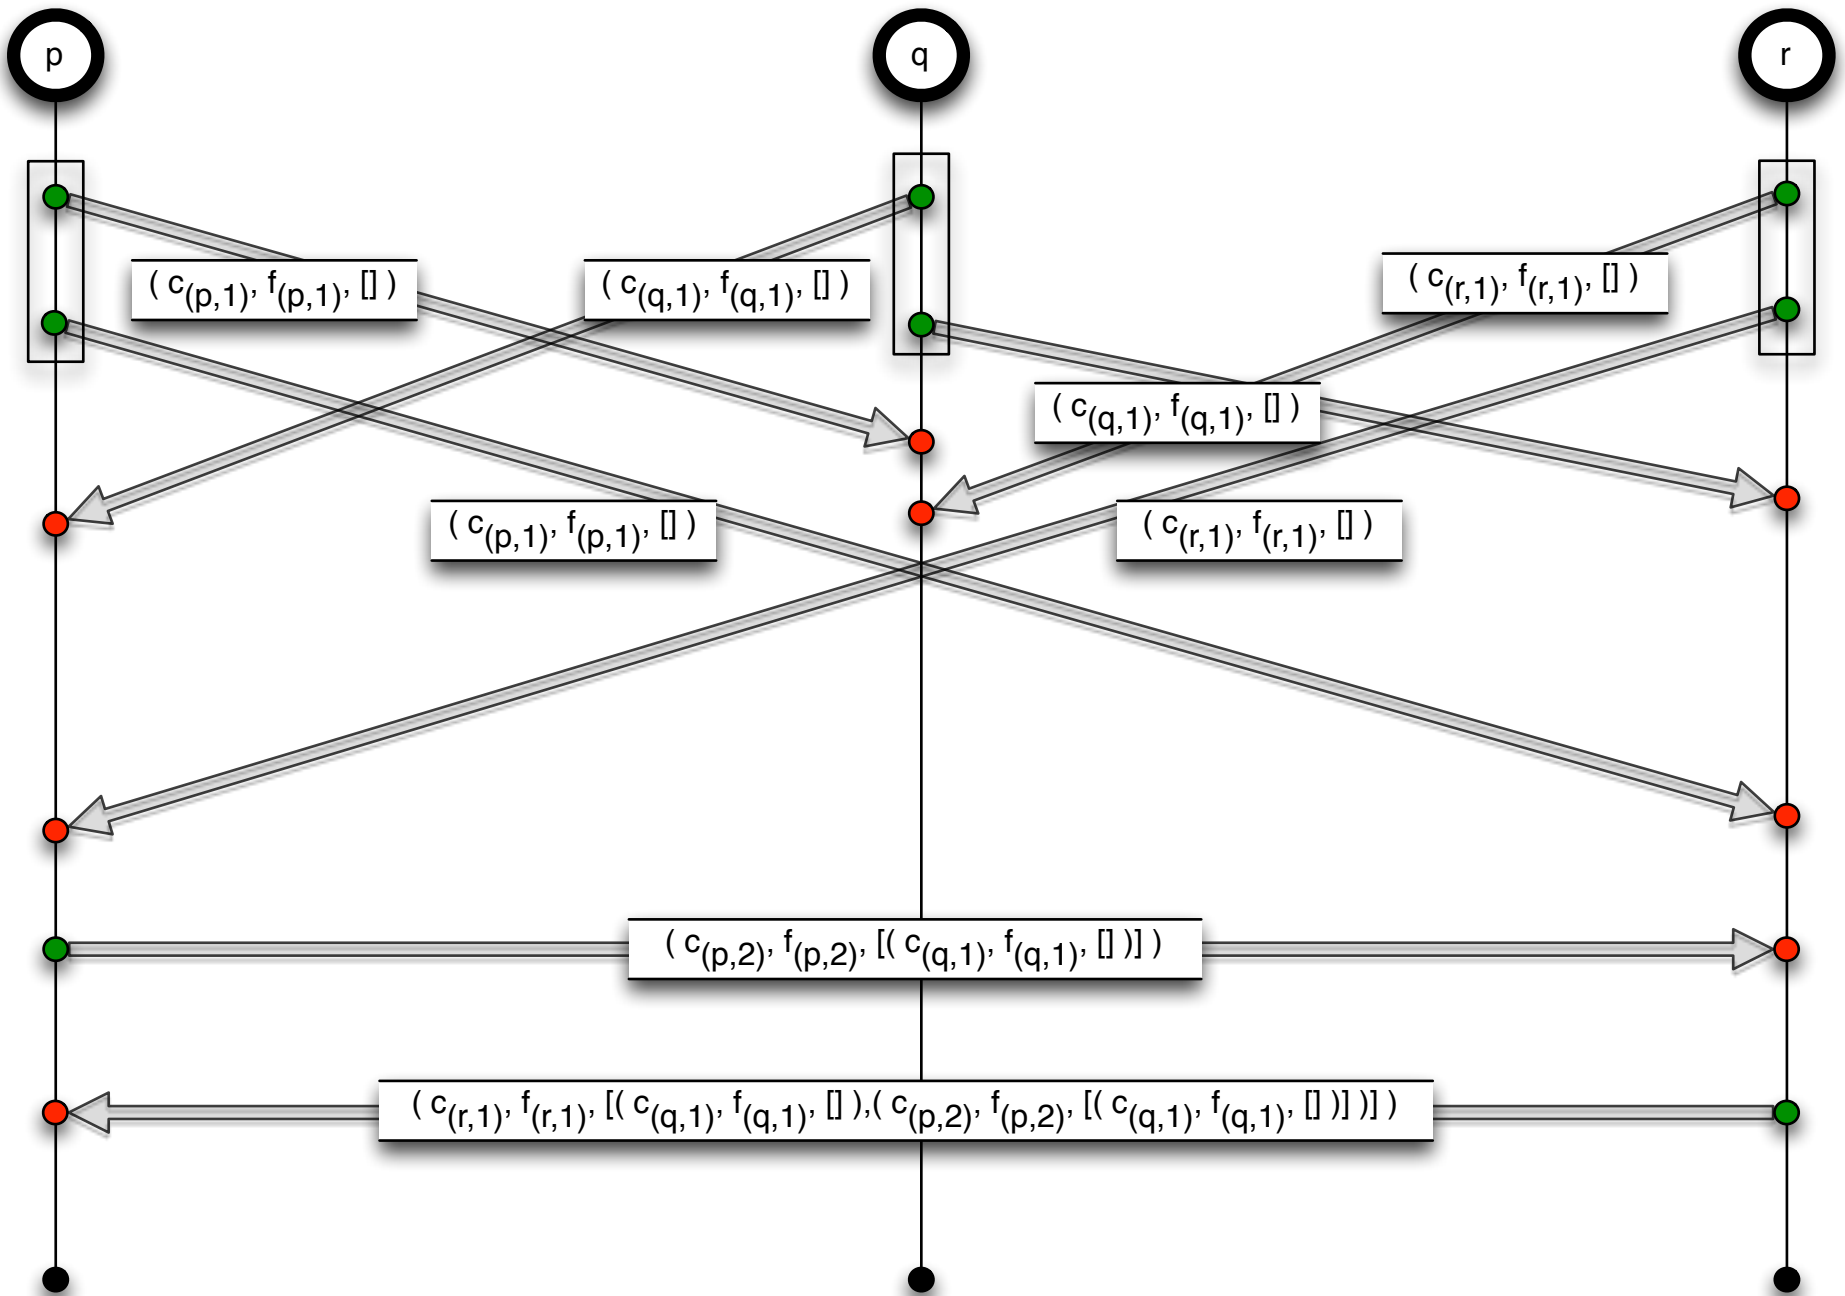 p
q
r
( c(p,1), f(p,1), [] )
( c(q,1), f(q,1), [] )
( c(r,1), f(r,1), [] )
( c(q,1), f(q,1), [] )
( c(p,1), f(p,1), [] )
( c(r,1), f(r,1), [] )
( c(p,2), f(p,2), [( c(q,1), f(q,1), [] )] )
( c(r,1), f(r,1), [( c(q,1), f(q,1), [] ),( c(p,2), f(p,2), [( c(q,1), f(q,1), [] )] )] )